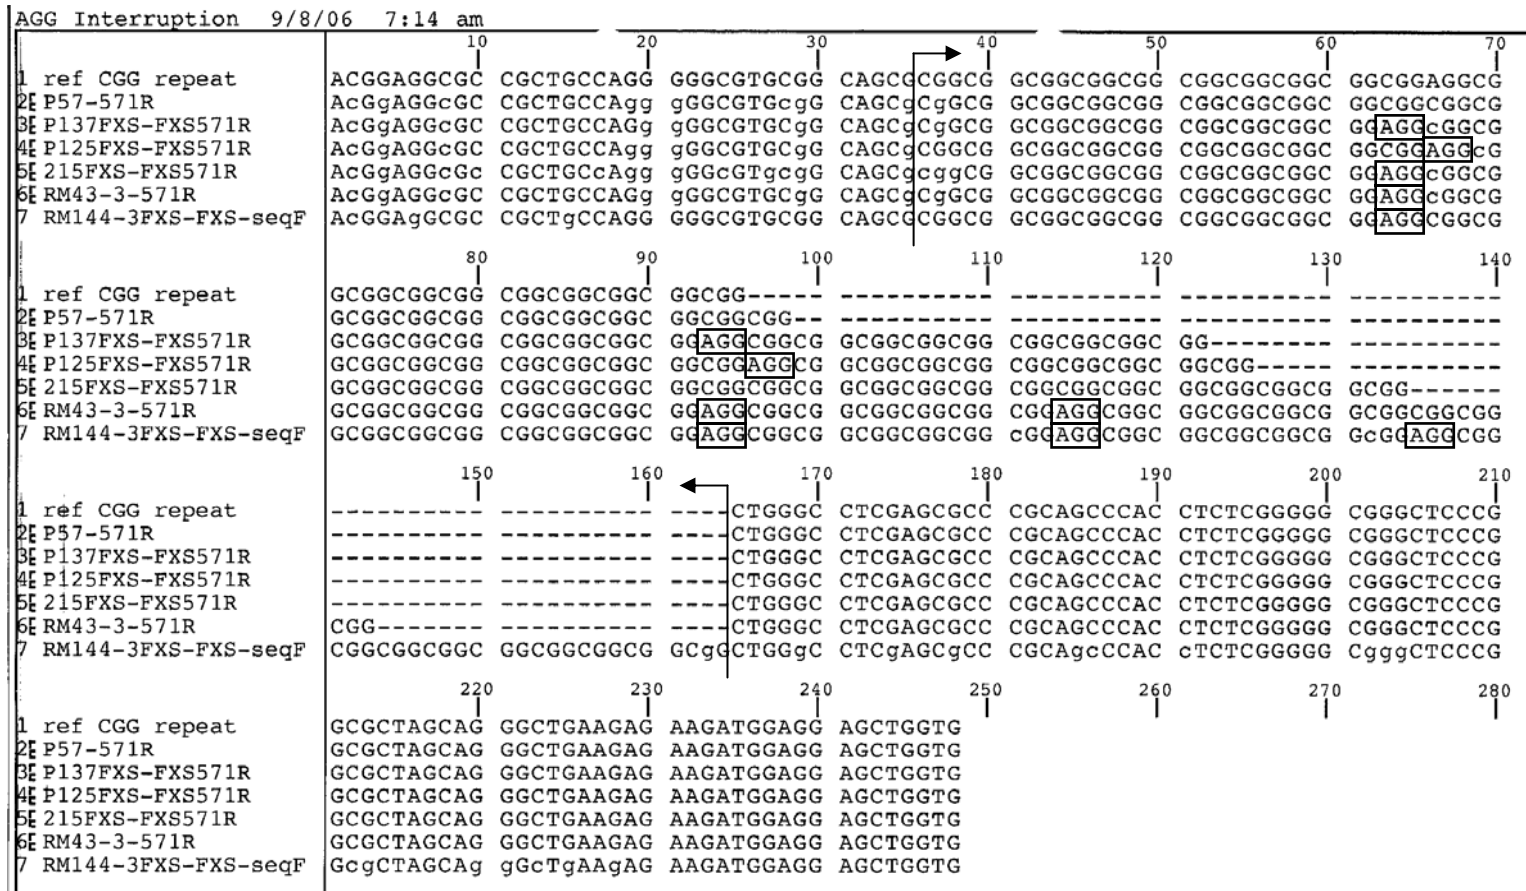 AGG Interruption 9/8/06 7:14 am
10 20 30 40 50 60 70
1 ref CGG repeat ACGGAGGCGC CGCTGCCAGG GGGCGTGCGG CAGCGCGGCG GCGGCGGCGG CGGCGGCGGC GGCGGAGGCG
2E P57-571R AcGgAGGcGC CGCTGCCAgg gGGCGTGcgG CAGCgCgGCG GCGGCGGCGG CGGCGGCGGC GGCGGCGGCG
3E P137FXS-FXS571R AcGgAGGcGC CGCTGCCAGg gGGCGTGCgG CAGCgCgGCG GCGGCGGCGG CGGCGGCGGC GGAGGcGGCG
4E P125FXS-FXS571R AcGgAGGcGC CGCTGCCAgg gGGCGTGcgG CAGCgcGGCG GCGGCGGCGG CGGCGGCGGC GGCGGAGGcG
5E 215FXS-FXS571R AcGgAGGcGc CGCTGCcAgg gGGcGTgcgG CAGCgcggCG GCGGCGGCGG CGGCGGCGGC GGAGGcGGCG
6E RM43-3-571R AcGgAGGcGC CGCTGCCAgg gGGCGTGCgG CAGCgCgGCG GCGGCGGCGG CGGCGGCGGC GGAGGcGGCG
7 RM144-3FXS-FXS-seqF AcGGAgGCGC CGCTgCCAGG GGGCGTGCGG CAGCGCGGCG GCGGCGGCGG CGGCGGCGGC GGAGGCGGCG
80 90 100 110 120 130 140
1 ref CGG repeat GCGGCGGCGG CGGCGGCGGC GGCGG----- ---------- ---------- ---------- ----------
2E P57-571R GCGGCGGCGG CGGCGGCGGC GGCGGCGG-- ---------- ---------- ---------- ----------
3E P137FXS-FXS571R GCGGCGGCGG CGGCGGCGGC GGAGGCGGCG GCGGCGGCGG CGGCGGCGGC GG-------- ----------
4E P125FXS-FXS571R GCGGCGGCGG CGGCGGCGGC GGCGGAGGCG GCGGCGGCGG CGGCGGCGGC GGCGG----- ----------
5E 215FXS-FXS571R GCGGCGGCGG CGGCGGCGGC GGCGGCGGCG GCGGCGGCGG CGGCGGCGGC GGCGGCGGCG GCGG------
6E RM43-3-571R GCGGCGGCGG CGGCGGCGGC GGAGGCGGCG GCGGCGGCGG CGGAGGCGGC GGCGGCGGCG GCGGCGGCGG
7 RM144-3FXS-FXS-seqF GCGGCGGCGG CGGCGGCGGC GGAGGCGGCG GCGGCGGCGG cGGAGGCGGC GGCGGCGGCG GcGGAGGCGG
150 160 170 180 190 200 210
1 ref CGG repeat ---------- ---------- ----CTGGGC CTCGAGCGCC CGCAGCCCAC CTCTCGGGGG CGGGCTCCCG
2E P57-571R ---------- ---------- ----CTGGGC CTCGAGCGCC CGCAGCCCAC CTCTCGGGGG CGGGCTCCCG
3E P137FXS-FXS571R ---------- ---------- ----CTGGGC CTCGAGCGCC CGCAGCCCAC CTCTCGGGGG CGGGCTCCCG
4E P125FXS-FXS571R ---------- ---------- ----CTGGGC CTCGAGCGCC CGCAGCCCAC CTCTCGGGGG CGGGCTCCCG
5E 215FXS-FXS571R ---------- ---------- ----CTGGGC CTCGAGCGCC CGCAGCCCAC CTCTCGGGGG CGGGCTCCCG
6E RM43-3-571R CGG------- ---------- ----CTGGGC CTCGAGCGCC CGCAGCCCAC CTCTCGGGGG CGGGCTCCCG
7 RM144-3FXS-FXS-seqF CGGCGGCGGC GGCGGCGGCG GCgGCTGGgC CTCgAGCgCC CGCAgcCCAC cTCTCGGGGG CgggCTCCCG
220 230 240 250 260 270 280
1 ref CGG repeat GCGCTAGCAG GGCTGAAGAG AAGATGGAGG AGCTGGTG
2E P57-571R GCGCTAGCAG GGCTGAAGAG AAGATGGAGG AGCTGGTG
3E P137FXS-FXS571R GCGCTAGCAG GGCTGAAGAG AAGATGGAGG AGCTGGTG
4E P125FXS-FXS571R GCGCTAGCAG GGCTGAAGAG AAGATGGAGG AGCTGGTG
5E 215FXS-FXS571R GCGCTAGCAG GGCTGAAGAG AAGATGGAGG AGCTGGTG
6E RM43-3-571R GCGCTAGCAG GGCTGAAGAG AAGATGGAGG AGCTGGTG
7 RM144-3FXS-FXS-seqF GcgCTAGCAg gGcTgAAgAG AAGATGGAGG AGCTGGTG